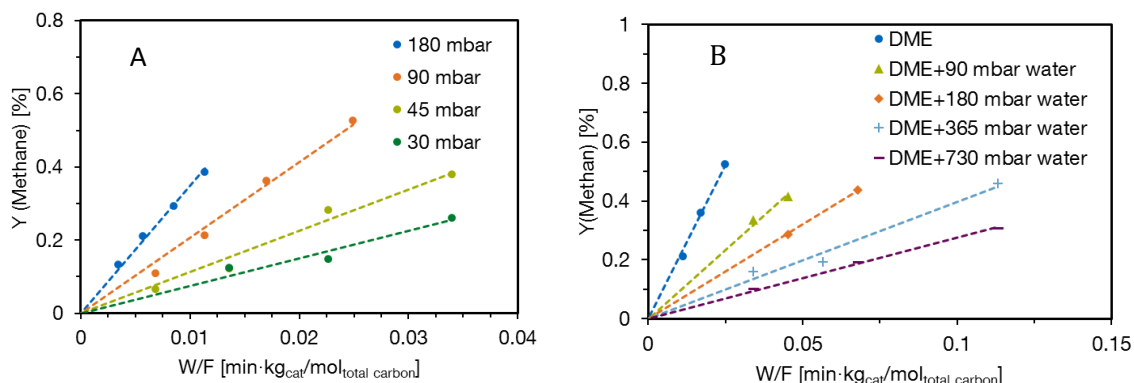 A
180 mbar
90 mbar
45 mbar
30 mbar
Y (Methane) [%]
0.8
0.6
0.4
0.2
0
0
0.01
0.02
0.03
0.04
W/F [min·kgcat/moltotal carbon]
B
DME
DME+90 mbar water
DME+180 mbar water
DME+365 mbar water
DME+730 mbar water
Y(Methan) [%]
1
0.8
0.6
0.4
0.2
0
0
0.05
0.1
0.15
W/F [min·kgcat/moltotal carbon]